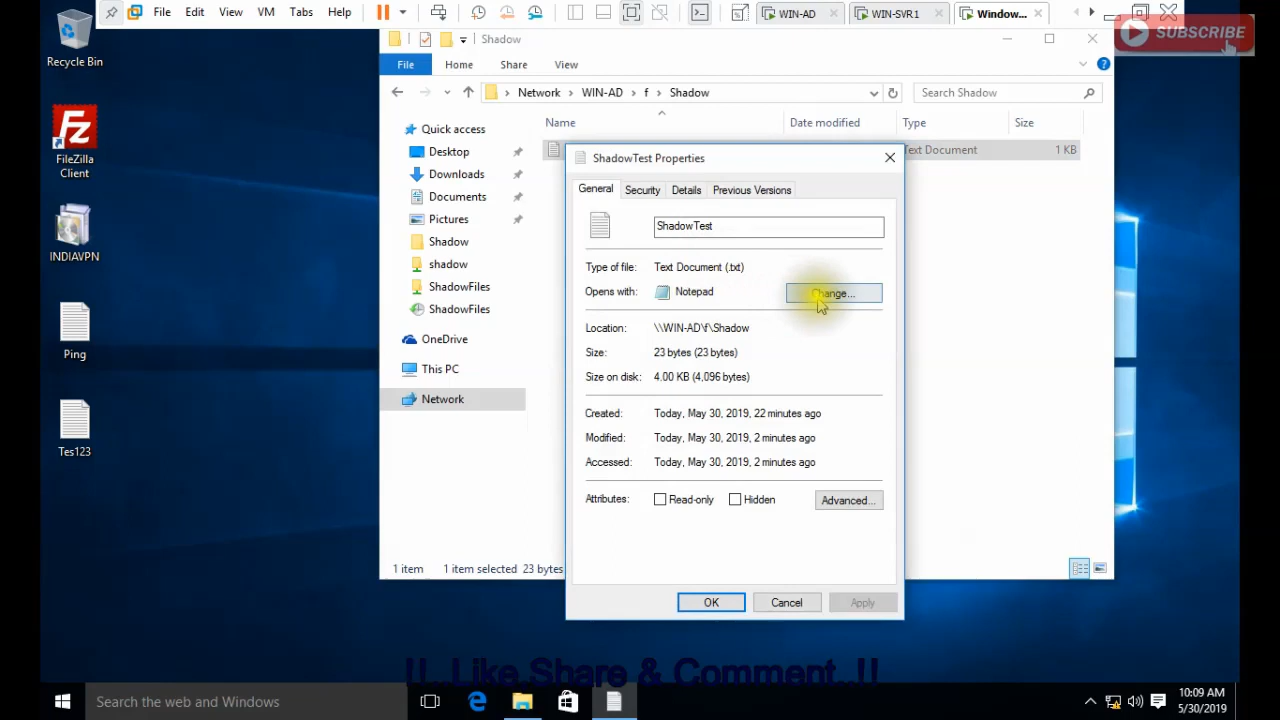 File Edit View VM Tabs Help
WIN-AD WIN-SVR1 Window...
SUBSCRIBE
Recycle Bin
Shadow
File Home Share View
Network WIN-AD f Shadow
Search Shadow
Name Date modified Type Size
Text Document 1 KB
Quick access
Desktop
Downloads
Documents
Pictures
Shadow
shadow
ShadowFiles
ShadowFiles
OneDrive
This PC
Network
FileZilla
Client
INDIAVPN
Ping
Tes123
ShadowTest Properties
General Security Details Previous Versions
ShadowTest
Type of file: Text Document (.txt)
Opens with: Notepad Change...
Location: \\WIN-AD\f\Shadow
Size: 23 bytes (23 bytes)
Size on disk: 4.00 KB (4,096 bytes)
Created: Today, May 30, 2019, 22 minutes ago
Modified: Today, May 30, 2019, 2 minutes ago
Accessed: Today, May 30, 2019, 2 minutes ago
Attributes: Read-only Hidden Advanced...
OK Cancel Apply
1 item 1 item selected 23 bytes
!!..Like Share & Comment..!!
Search the web and Windows
10:09 AM
5/30/2019